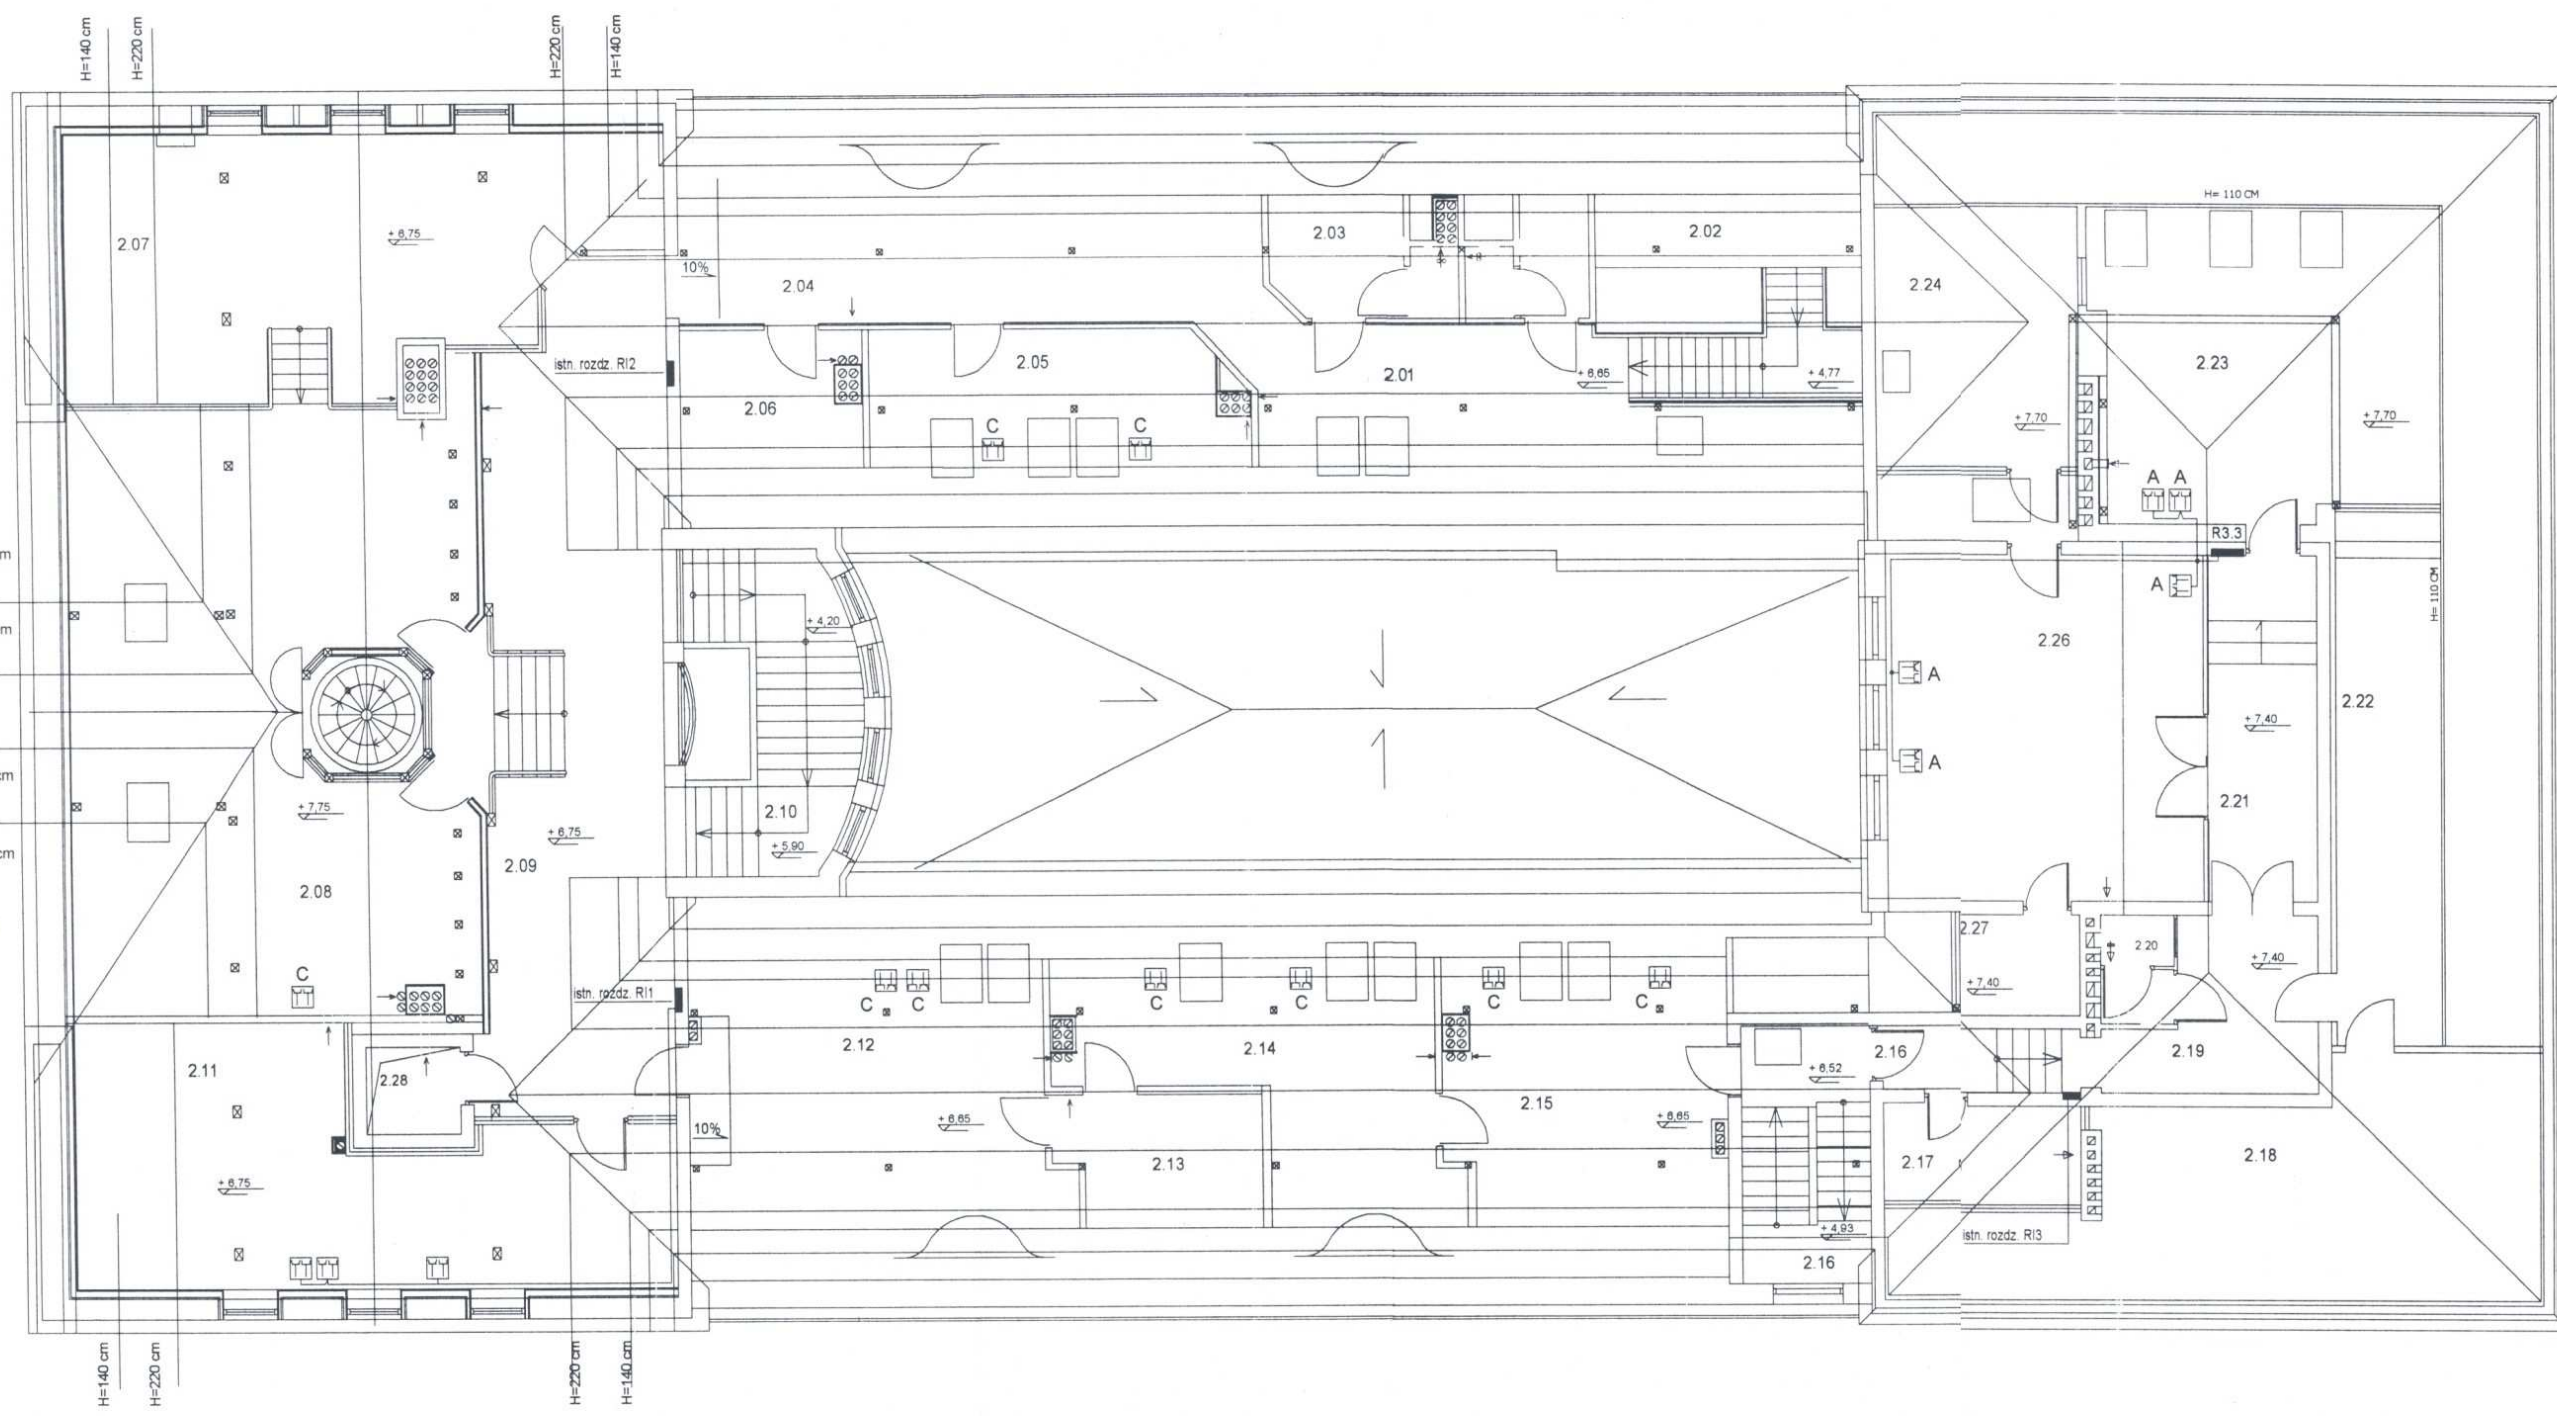 H=140 cm
H=220 cm
H=220 cm
H=140 cm
H= 110 CM
2.07
+ 6,75
2.03
2.02
10%
2.04
2.24
istn. rozdz. RI2
2.05
2.01
+ 6,65
+ 4,77
2.23
2.06
+ 7,70
+ 7,70
C
C
A
A
R3.3
m
A
H= 110 CM
m
+ 4,20
2.26
A
2.22
+ 7,40
A
cm
+ 7,75
2.10
2.21
+ 5,90
+ 6,75
cm
2.09
2.08
2.27
2.20
+ 7,40
C
istn. rozdz. RI1
C
C
C
C
C
C
+ 7,40
2.12
2.14
2.16
2.19
2.11
2.28
+ 6,52
2.15
+ 6,65
+ 6,65
10%
2.13
2.17
2.18
+ 6,75
+ 4,93
istn. rozdz. RI3
2.16
H=140 cm
H=220 cm
H=220 cm
H=140 cm